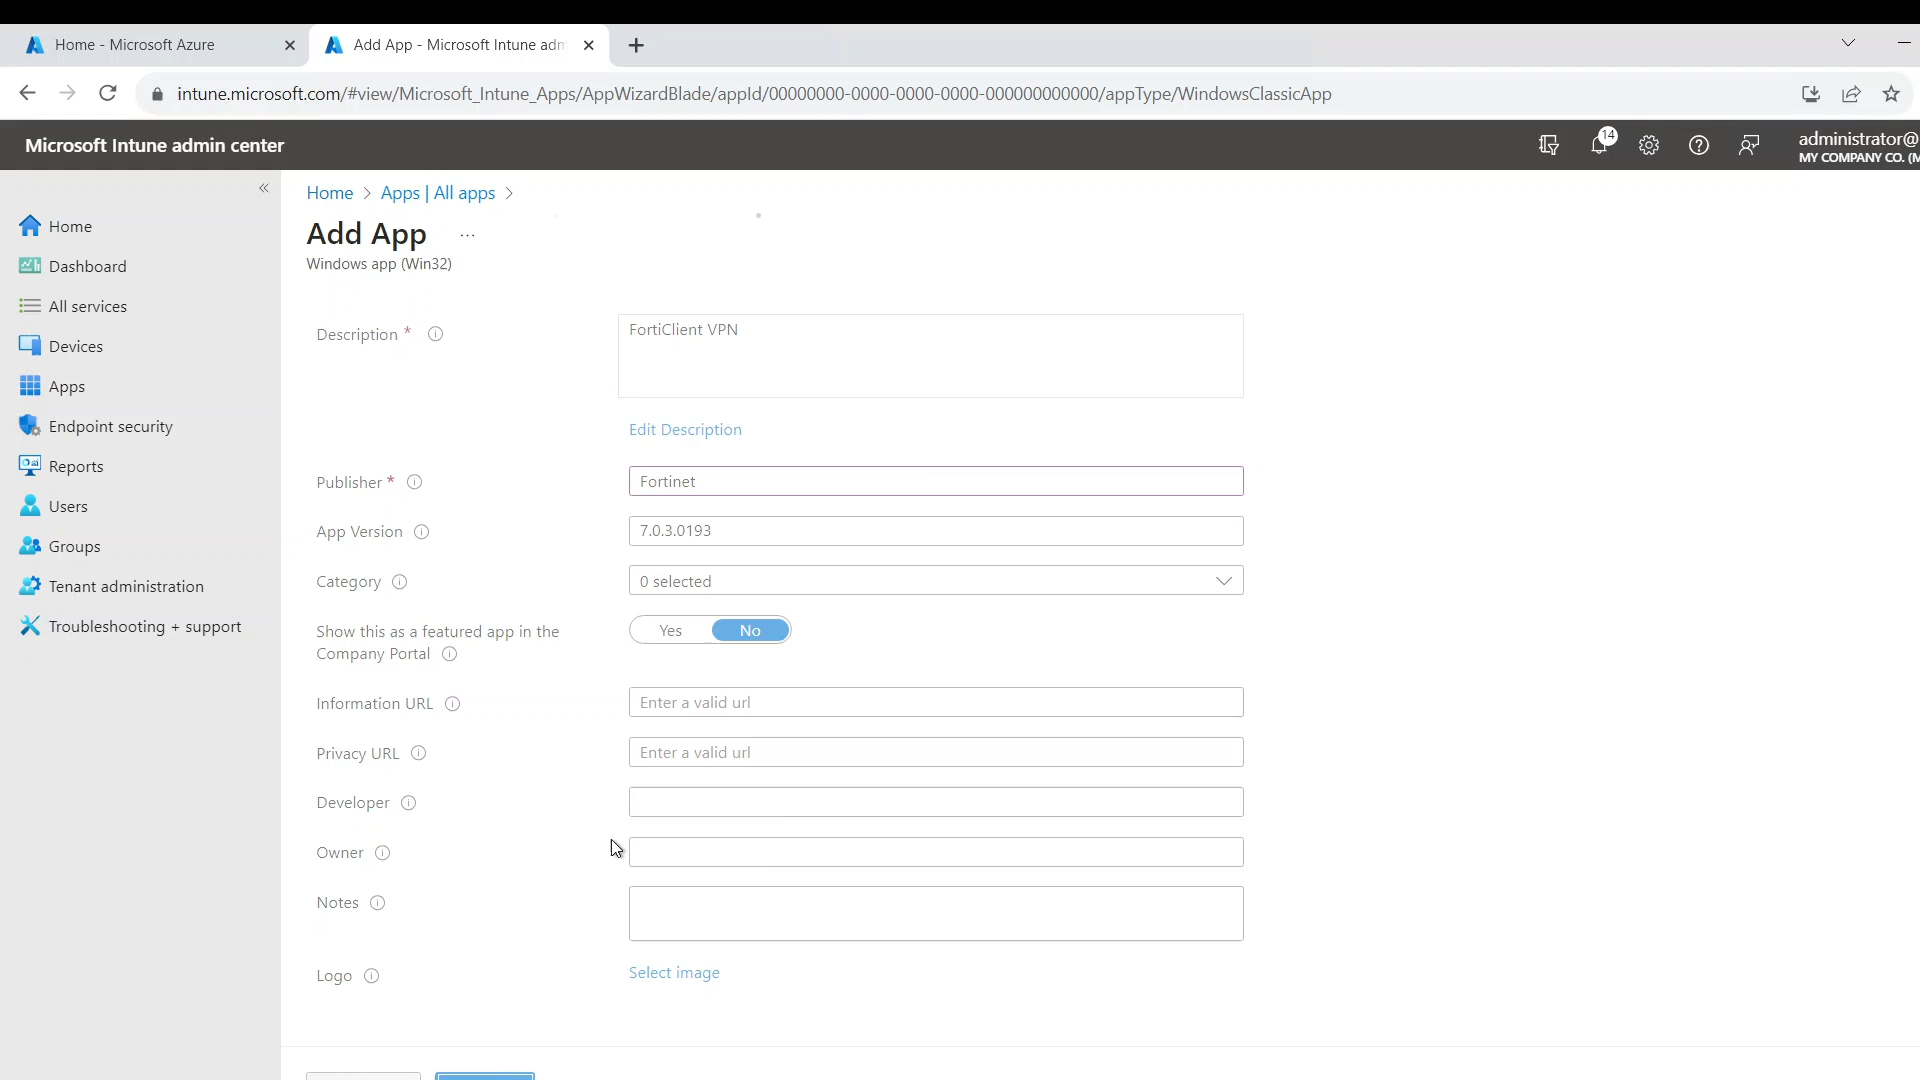 Home - Microsoft Azure
Add App - Microsoft Intune adm
intune.microsoft.com/#view/Microsoft_Intune_Apps/AppWizardBlade/appId/00000000-0000-0000-0000-000000000000/appType/WindowsClassicApp
Microsoft Intune admin center
14
administrator@
MY COMPANY CO. (M
Home
Dashboard
All services
Devices
Apps
Endpoint security
Reports
Users
Groups
Tenant administration
Troubleshooting + support
Home > Apps | All apps >
Add App ...
Windows app (Win32)
Description *
FortiClient VPN
Edit Description
Publisher *
Fortinet
App Version
7.0.3.0193
Category
0 selected
Show this as a featured app in the
Company Portal
Yes
No
Information URL
Enter a valid url
Privacy URL
Enter a valid url
Developer
Owner
Notes
Logo
Select image